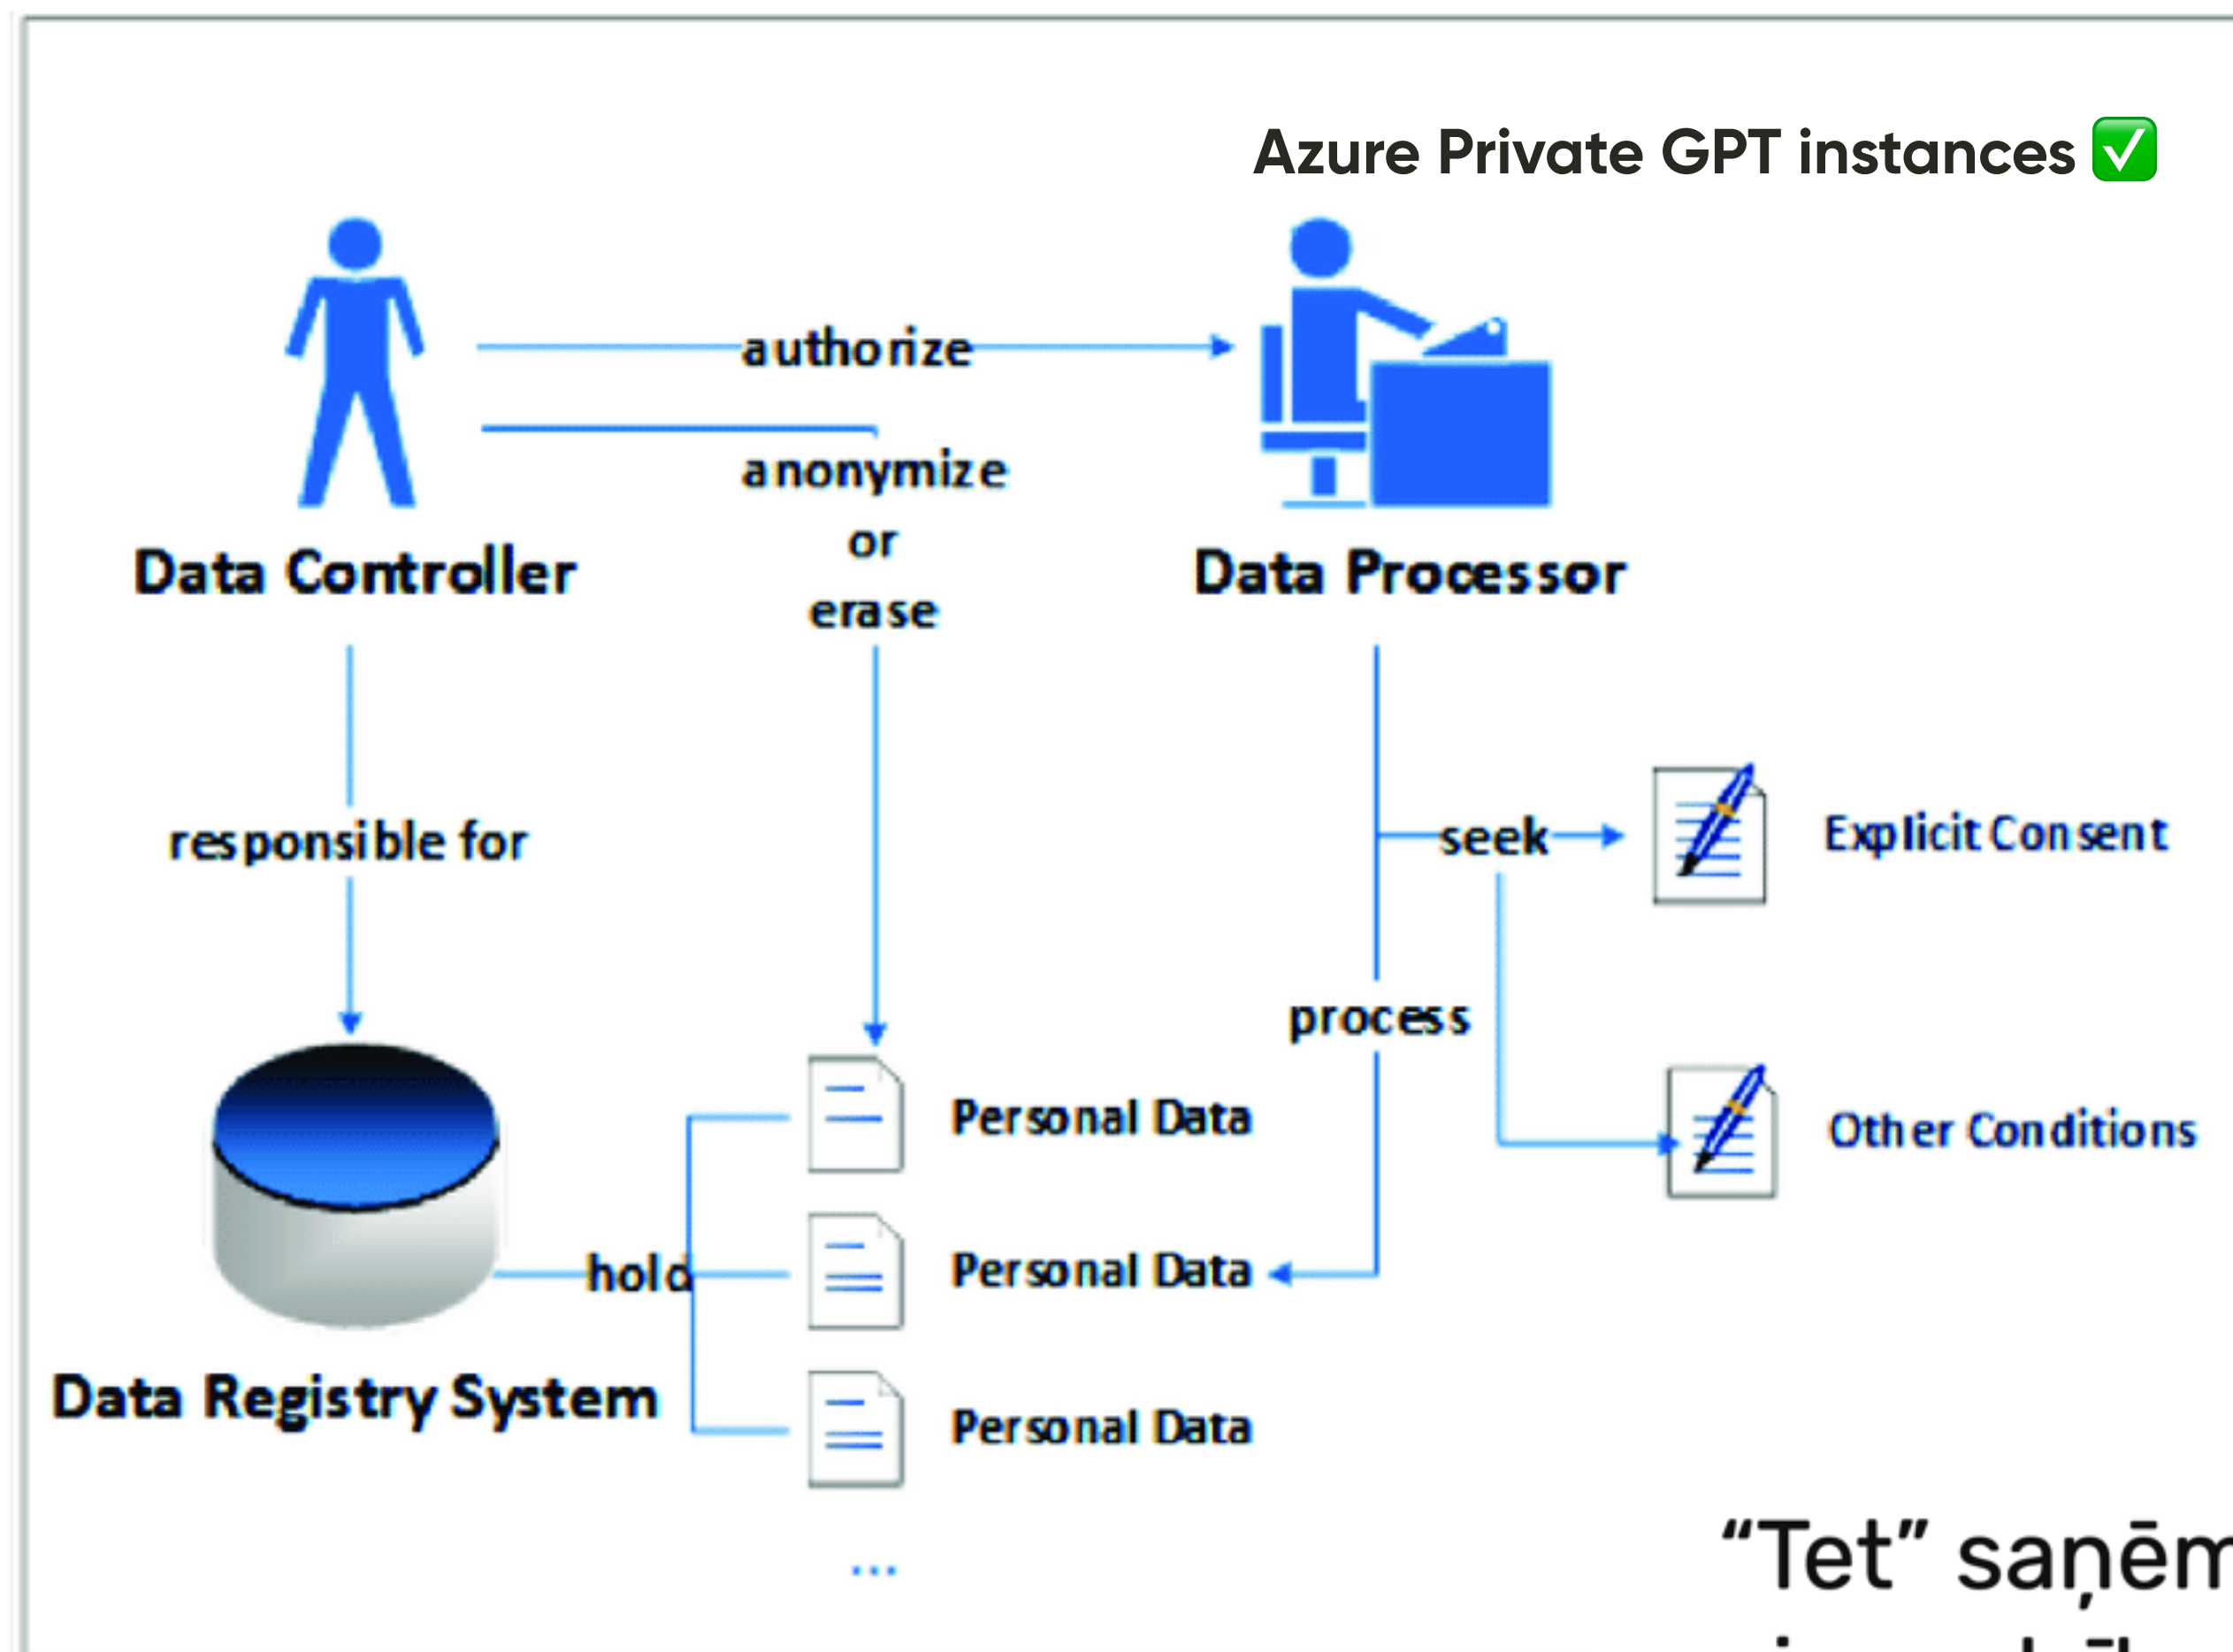 Azure Private GPT instances ✅
authorize
anonymize
or
erase
Data Controller
Data Processor
responsible for
seek
Explicit Consent
process
Personal Data
Other Conditions
hold
Personal Data
Data Registry System
Personal Data
...
“Tet” saņēm